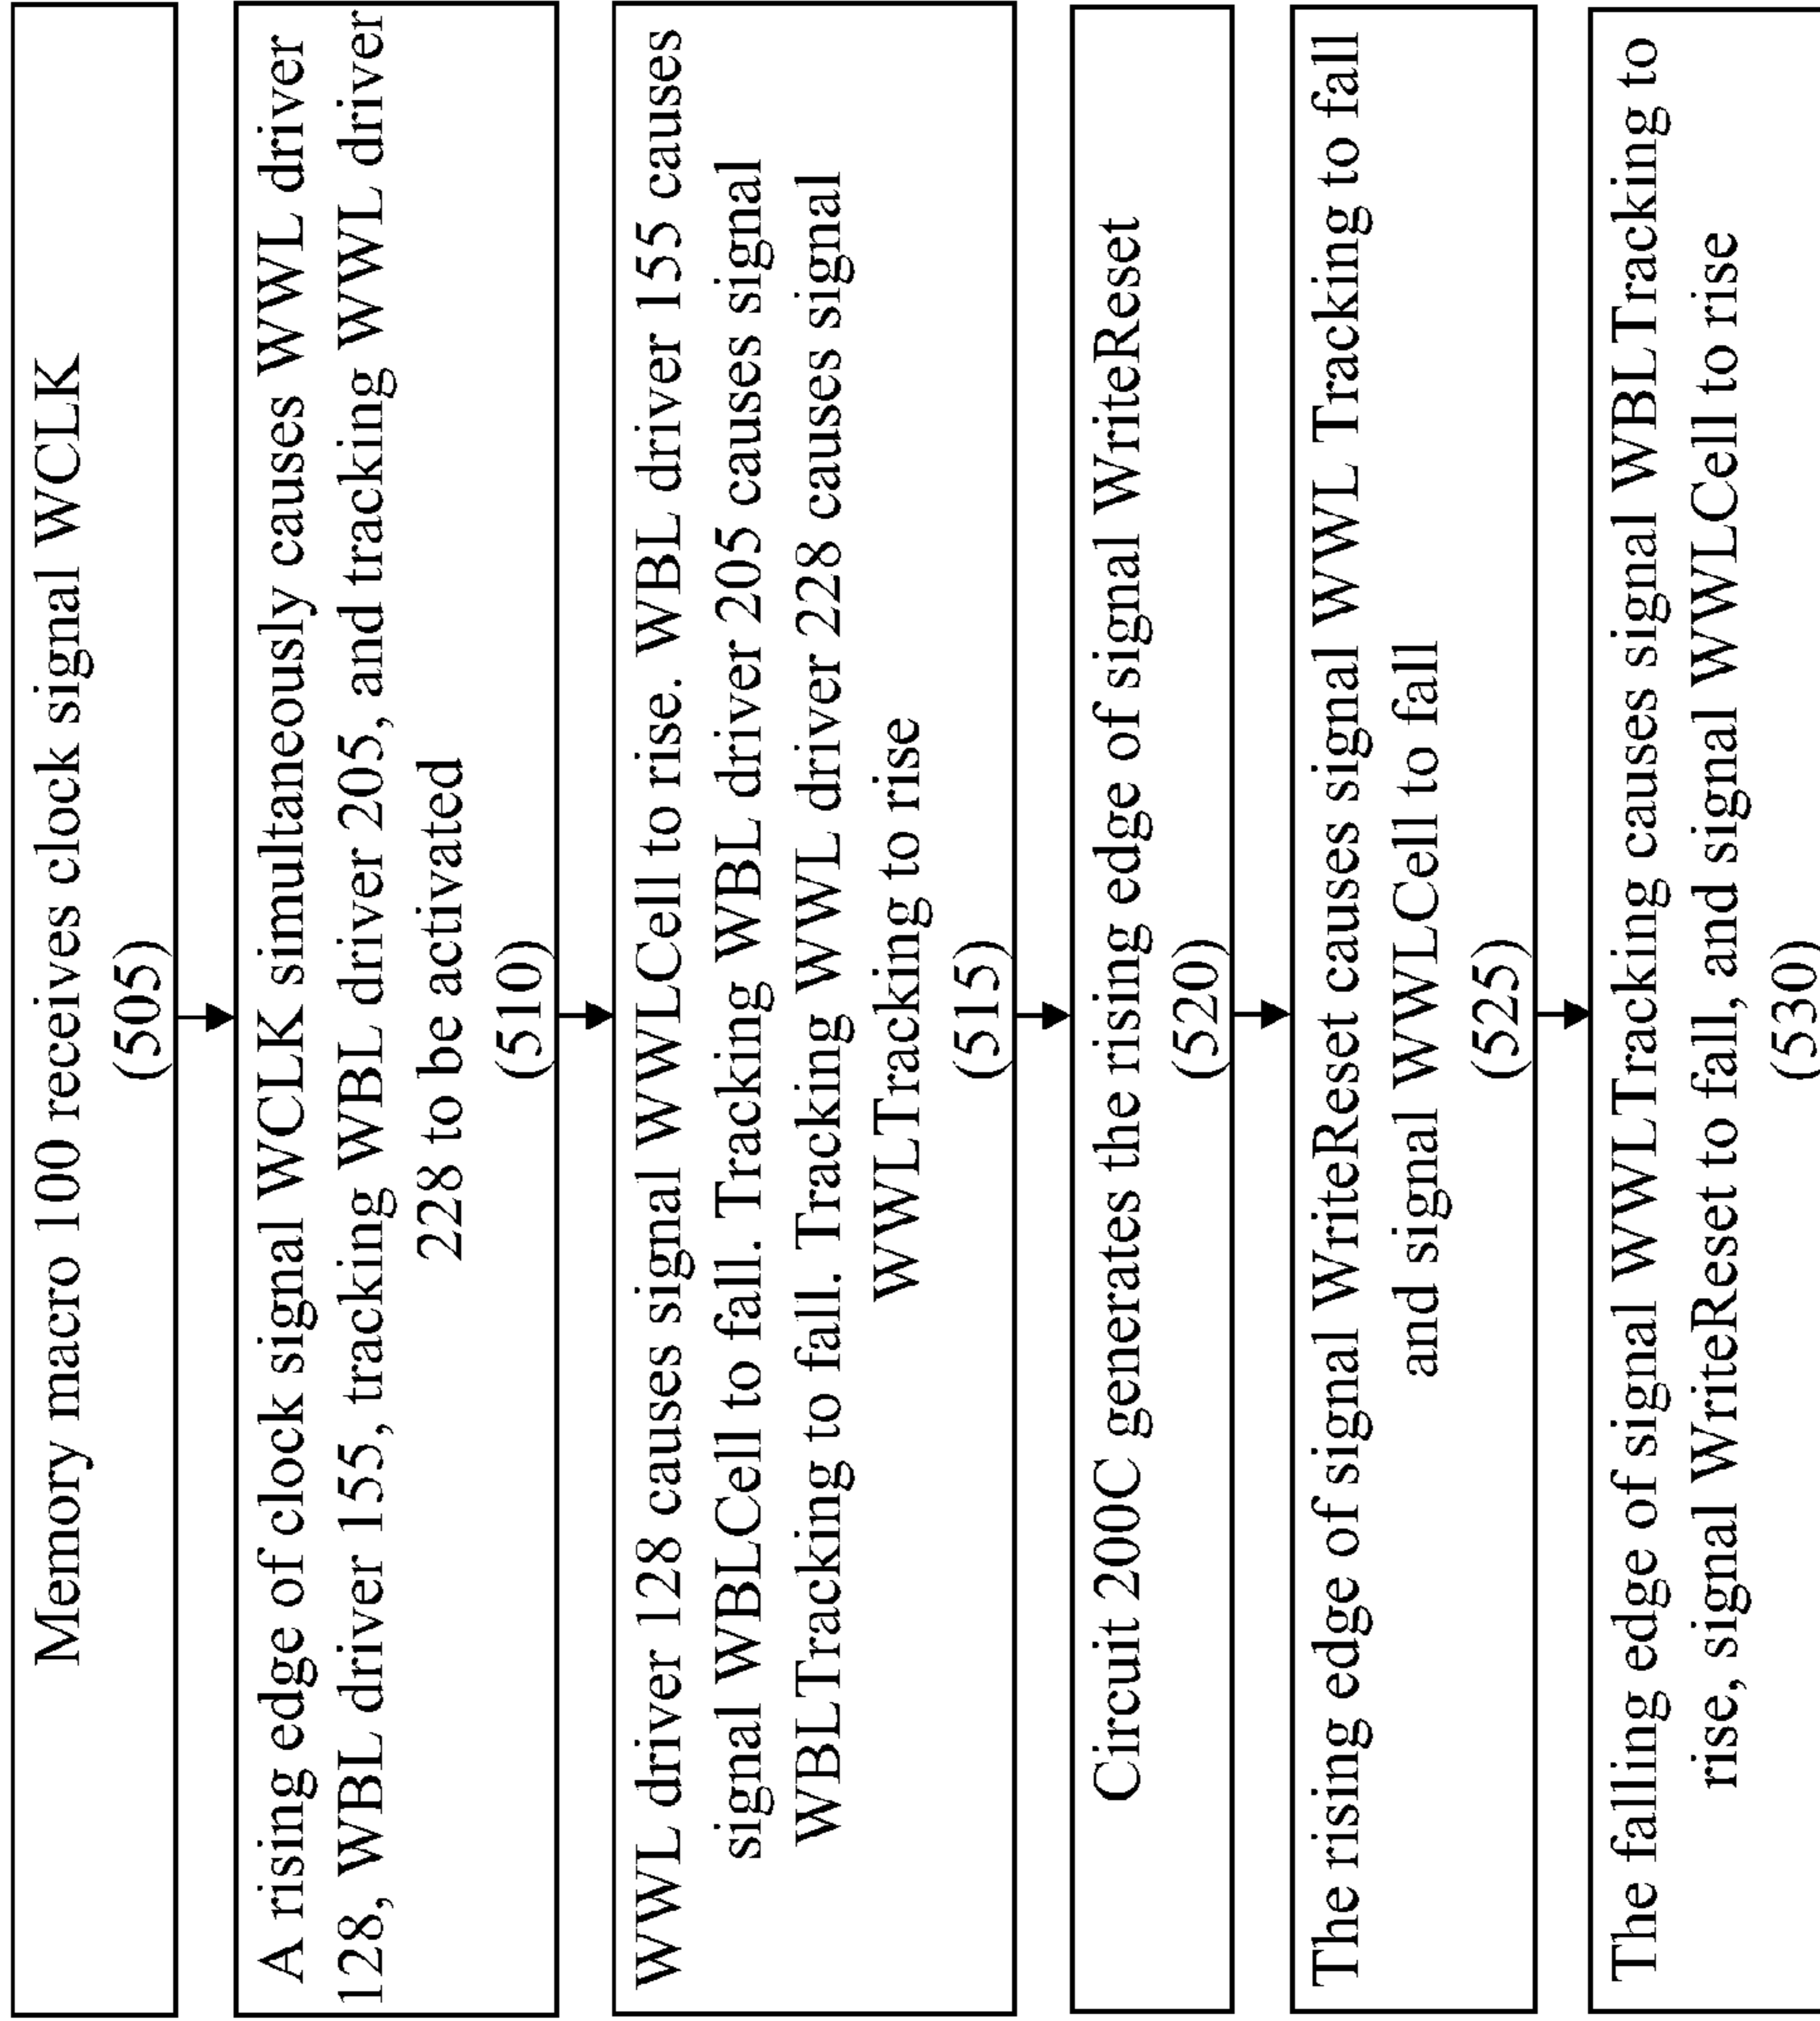 Memory macro 100 receives clock signal WCLK
(505)
A rising edge of clock signal WCLK simultaneously causes WWL driver
128, WBL driver 155, tracking WBL driver 205, and tracking WWL driver
228 to be activated
(510)
WWL driver 128 causes signal WWLCell to rise. WBL driver 155 causes
signal WBLCell to fall. Tracking WBL driver 205 causes signal
WBLTracking to fall. Tracking WWL driver 228 causes signal
WWLTracking to rise
(515)
Circuit 200C generates the rising edge of signal WriteReset
(520)
The rising edge of signal WriteReset causes signal WWL Tracking to fall
and signal WWLCell to fall
(525)
The falling edge of signal WWLTracking causes signal WBLTracking to
rise, signal WriteReset to fall, and signal WWLCell to rise
(530)